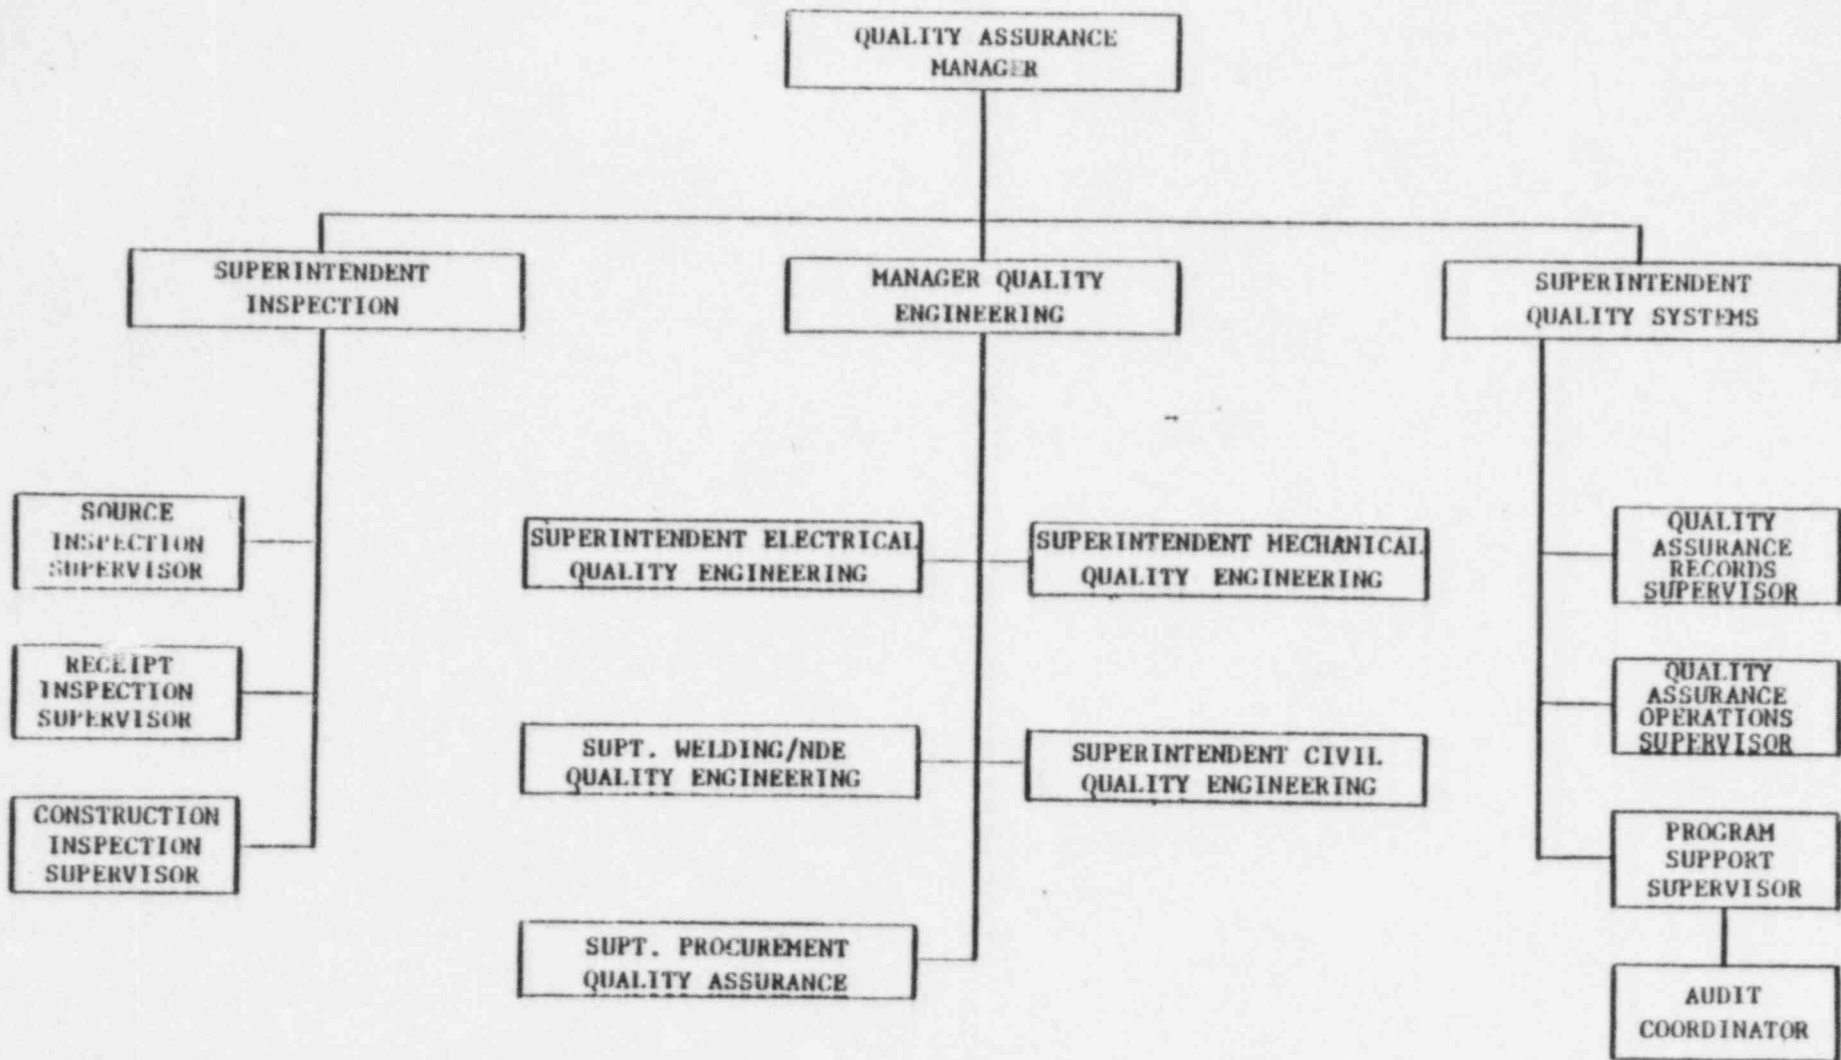 QUALITY ASSURANCE
MANAGER
SUPERINTENDENT
INSPECTION
MANAGER QUALITY
ENGINEERING
SUPERINTENDENT
QUALITY SYSTEMS
SOURCE
INSPECTION
SUPERVISOR
RECEIPT
INSPECTION
SUPERVISOR
CONSTRUCTION
INSPECTION
SUPERVISOR
SUPERINTENDENT ELECTRICAL
QUALITY ENGINEERING
SUPERINTENDENT MECHANICAL
QUALITY ENGINEERING
SUPT. WELDING/NDE
QUALITY ENGINEERING
SUPERINTENDENT CIVIL
QUALITY ENGINEERING
SUPT. PROCUREMENT
QUALITY ASSURANCE
QUALITY
ASSURANCE
RECORDS
SUPERVISOR
QUALITY
ASSURANCE
OPERATIONS
SUPERVISOR
PROGRAM
SUPPORT
SUPERVISOR
AUDIT
COORDINATOR